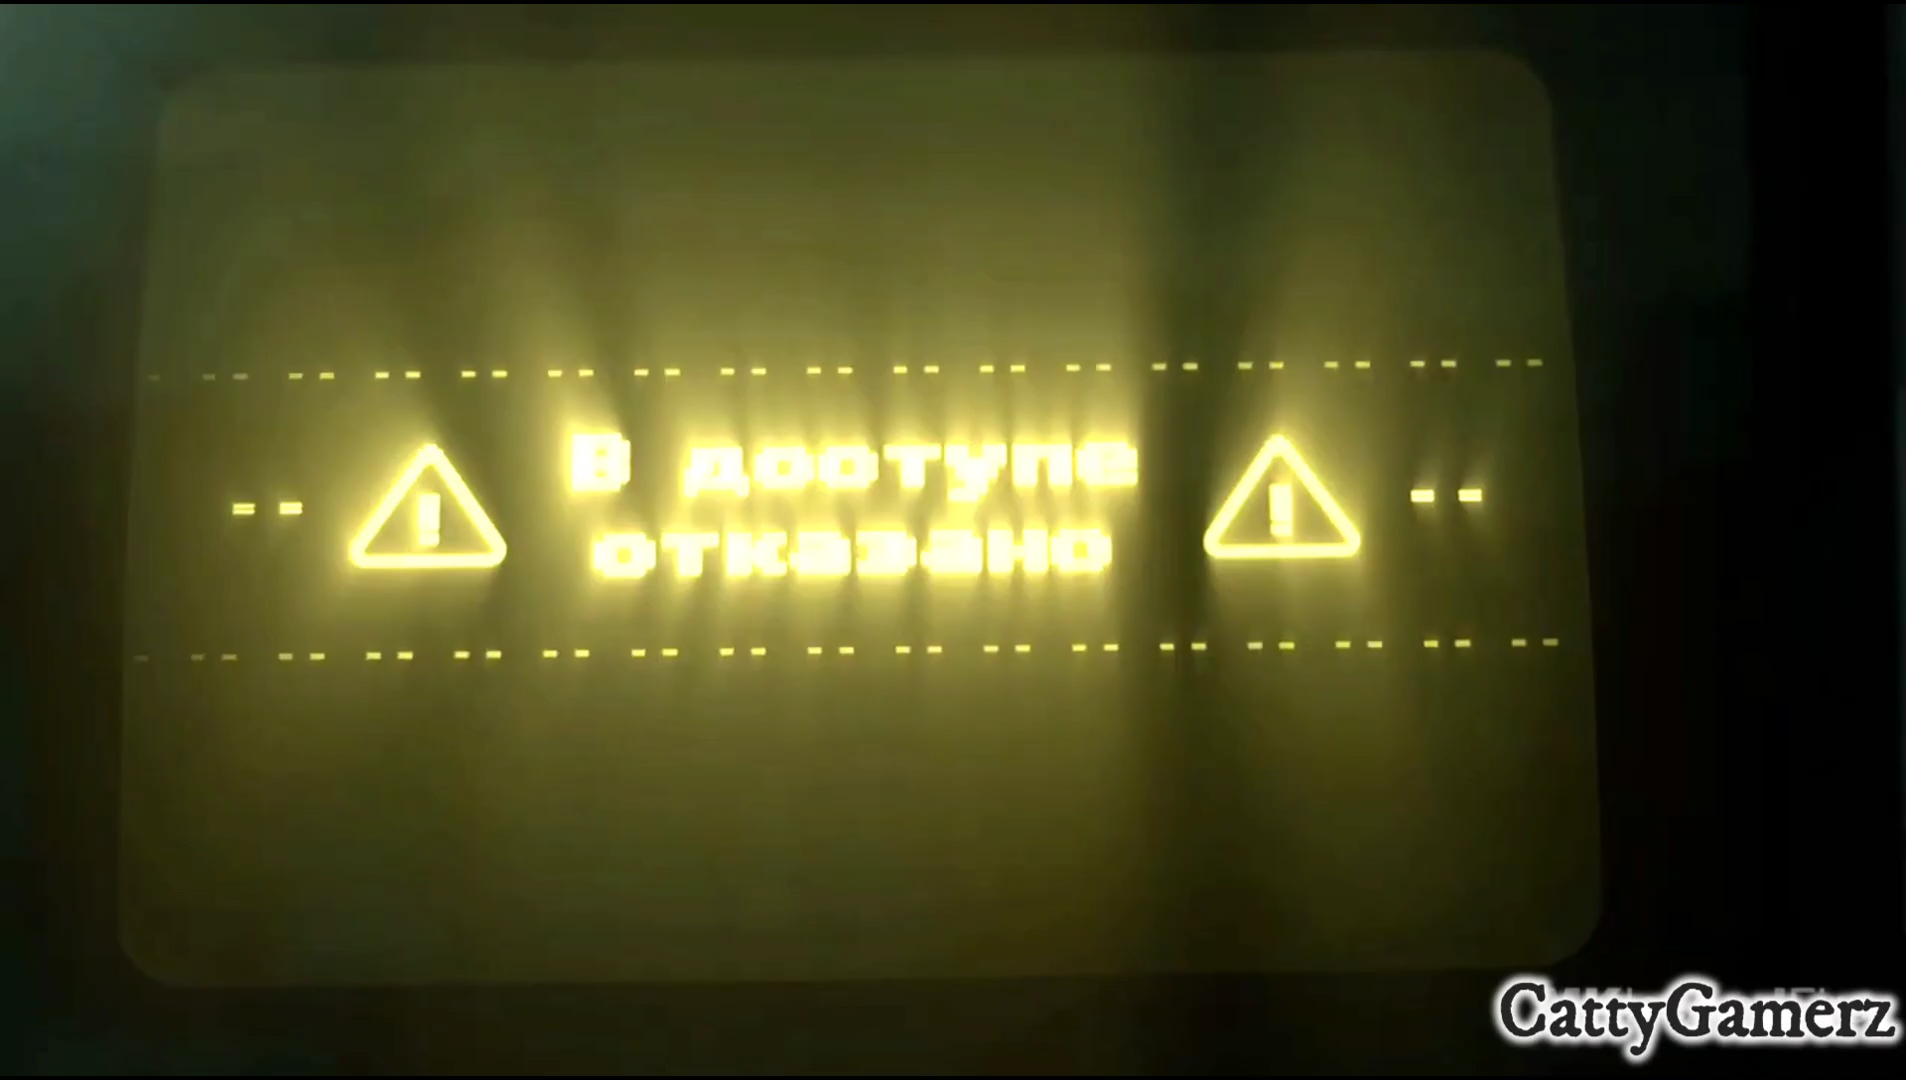 В доступе
отказано
CattyGamerz